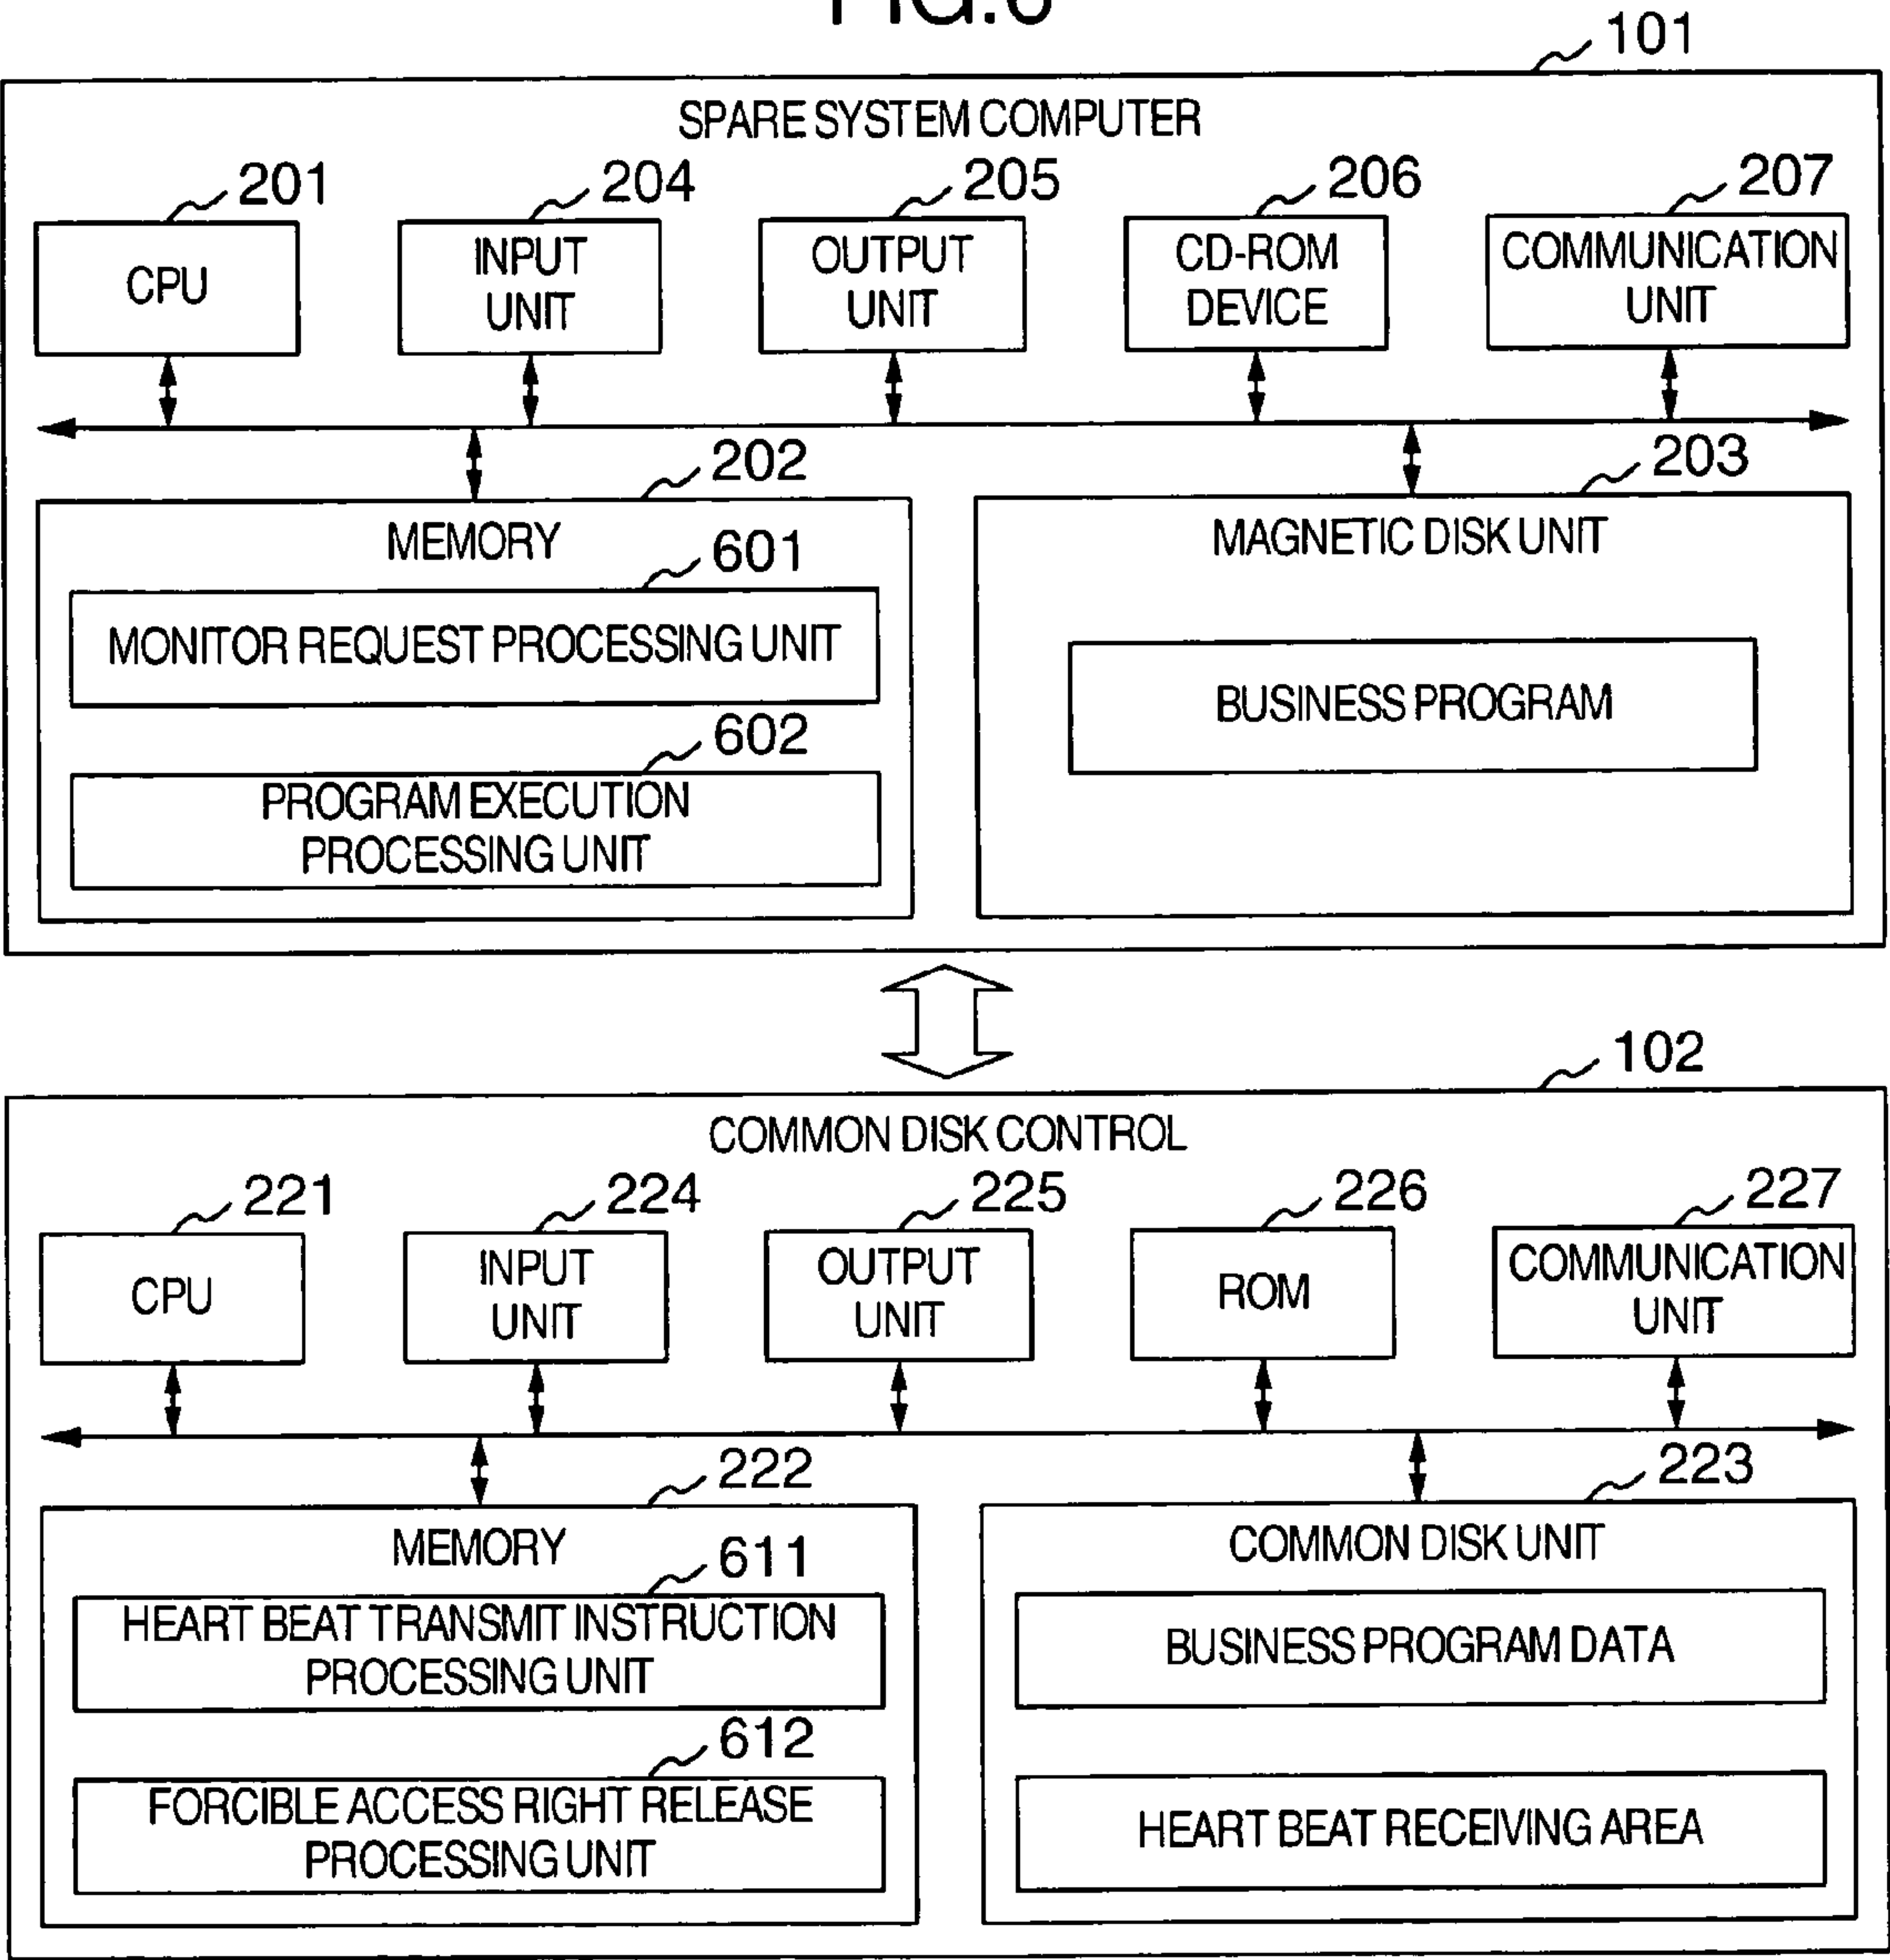 101
SPARE SYSTEM COMPUTER
201
204
205
206
207
CPU
INPUT
UNIT
OUTPUT
UNIT
CD-ROM
DEVICE
COMMUNICATION
UNIT
202
203
MEMORY
601
MONITOR REQUEST PROCESSING UNIT
602
PROGRAM EXECUTION
PROCESSING UNIT
MAGNETIC DISK UNIT
BUSINESS PROGRAM
102
COMMON DISK CONTROL
221
224
225
226
227
CPU
INPUT
UNIT
OUTPUT
UNIT
ROM
COMMUNICATION
UNIT
222
223
MEMORY
611
HEART BEAT TRANSMIT INSTRUCTION
PROCESSING UNIT
612
FORCIBLE ACCESS RIGHT RELEASE
PROCESSING UNIT
COMMON DISK UNIT
BUSINESS PROGRAM DATA
HEART BEAT RECEIVING AREA